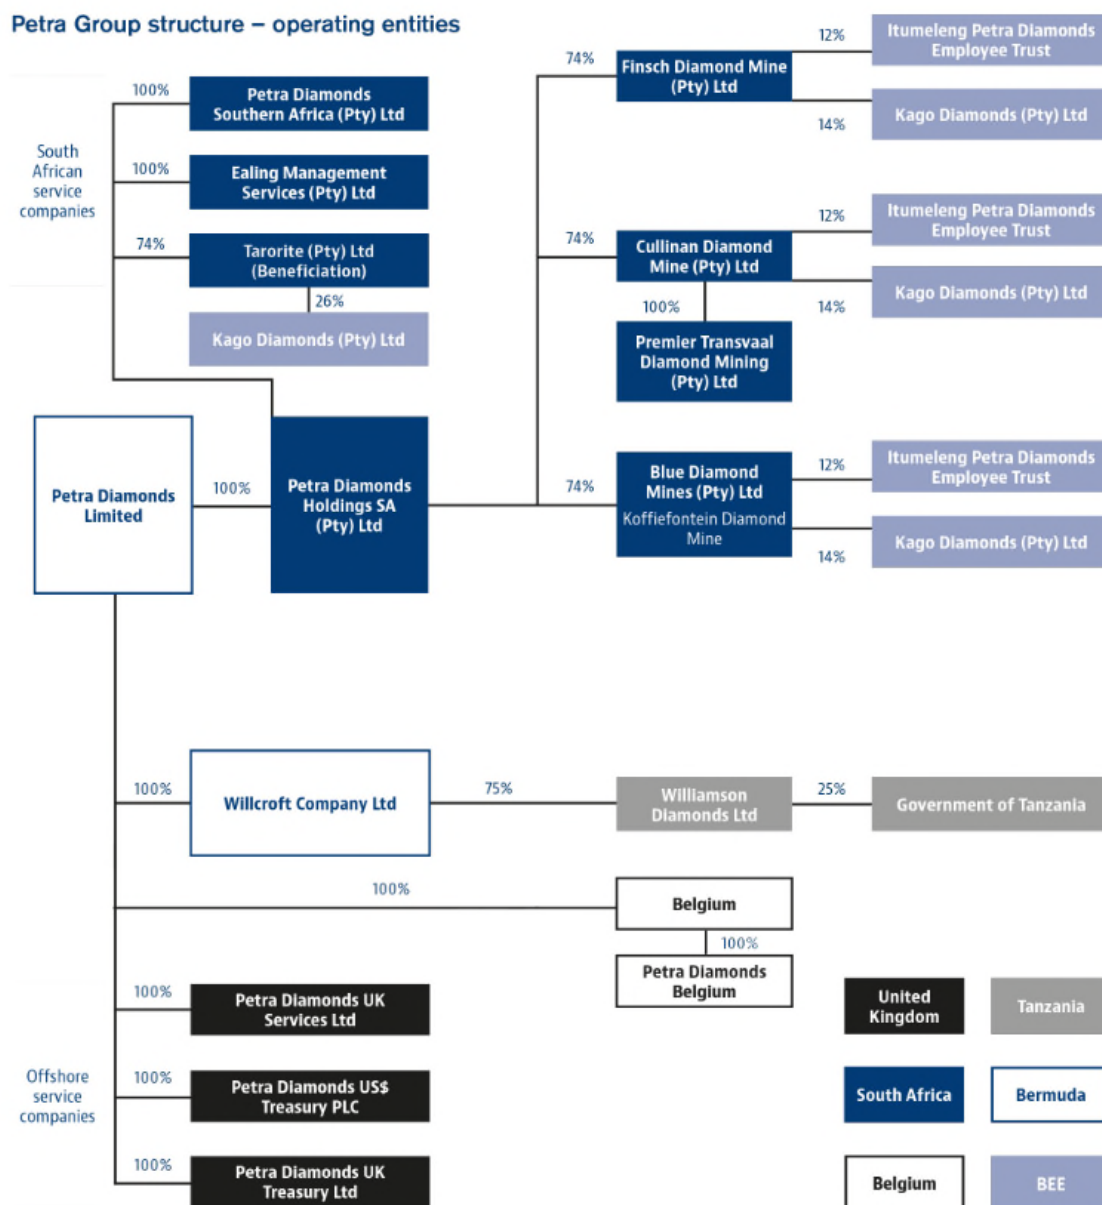 Petra Group structure – operating entities
100%
Petra Diamonds
Southern Africa (Pty) Ltd
South
African
service
companies
100%
Ealing Management
Services (Pty) Ltd
74%
Tarorite (Pty) Ltd
(Beneficiation)
26%
Kago Diamonds (Pty) Ltd
Petra Diamonds
Limited
100%
Petra Diamonds
Holdings SA
(Pty) Ltd
74%
Finsch Diamond Mine
(Pty) Ltd
12%
Itumeleng Petra Diamonds
Employee Trust
14%
Kago Diamonds (Pty) Ltd
74%
Cullinan Diamond
Mine (Pty) Ltd
12%
Itumeleng Petra Diamonds
Employee Trust
14%
Kago Diamonds (Pty) Ltd
100%
Premier Transvaal
Diamond Mining
(Pty) Ltd
74%
Blue Diamond
Mines (Pty) Ltd
Koffiefontein Diamond
Mine
12%
Itumeleng Petra Diamonds
Employee Trust
14%
Kago Diamonds (Pty) Ltd
100%
Willcroft Company Ltd
75%
Williamson
Diamonds Ltd
25%
Government of Tanzania
100%
Belgium
100%
Petra Diamonds
Belgium
Offshore
service
companies
100%
Petra Diamonds UK
Services Ltd
100%
Petra Diamonds US$
Treasury PLC
100%
Petra Diamonds UK
Treasury Ltd
United
Kingdom
Tanzania
South Africa
Bermuda
Belgium
BEE